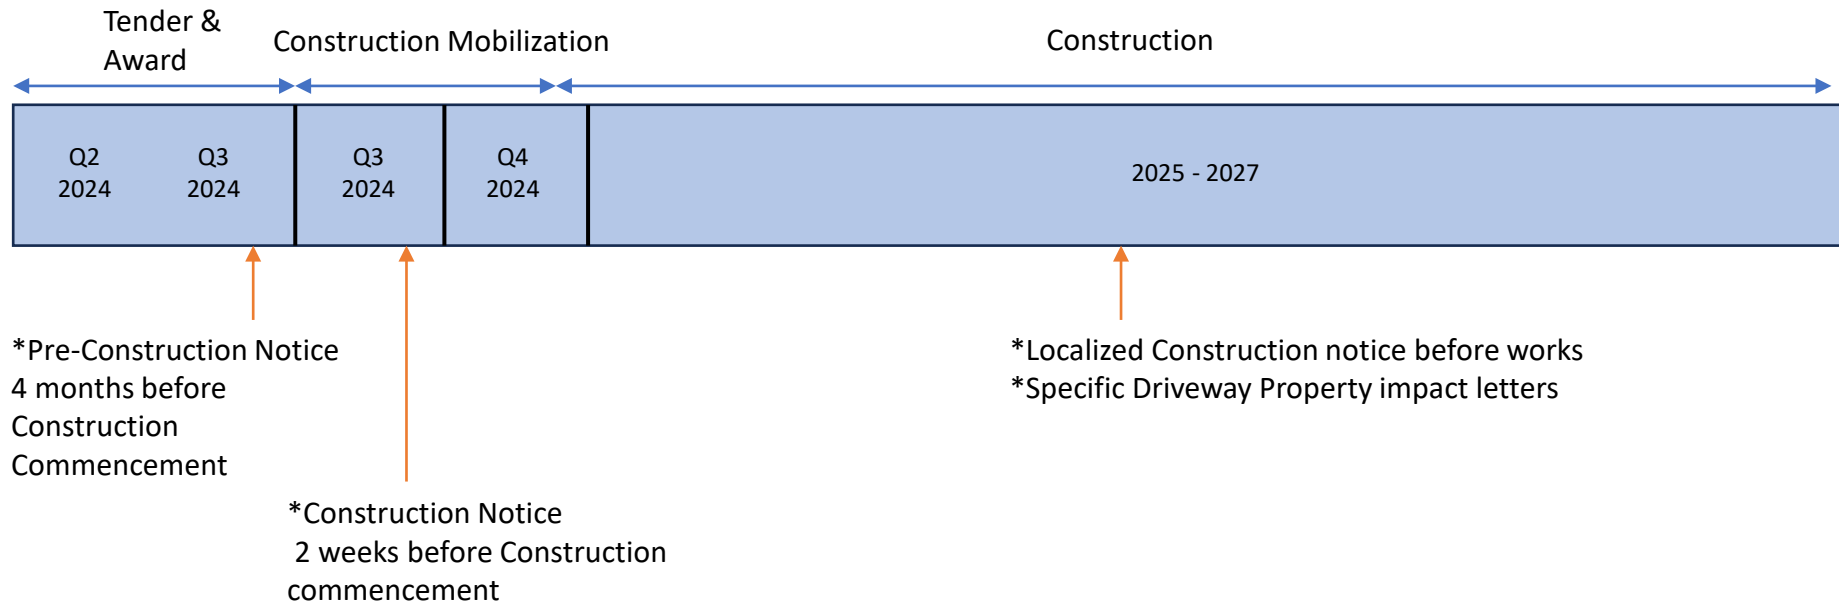 Tender &
Award
Construction Mobilization
Construction
Q2
2024
Q3
2024
Q3
2024
Q4
2024
2025 - 2027
*Pre-Construction Notice
4 months before
Construction
Commencement
*Construction Notice
2 weeks before Construction
commencement
*Localized Construction notice before works
*Specific Driveway Property impact letters